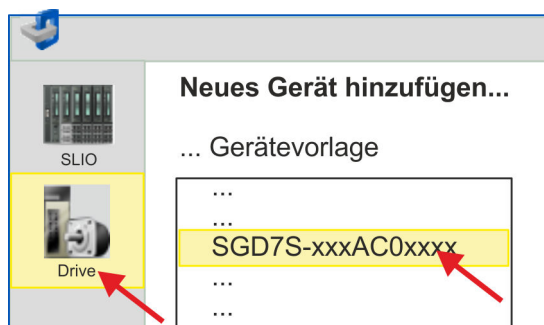 Neues Gerät hinzufügen...
SLIO
... Gerätevorlage
...
...
SGD7S-xxxAC0xxxx
Drive
...
...